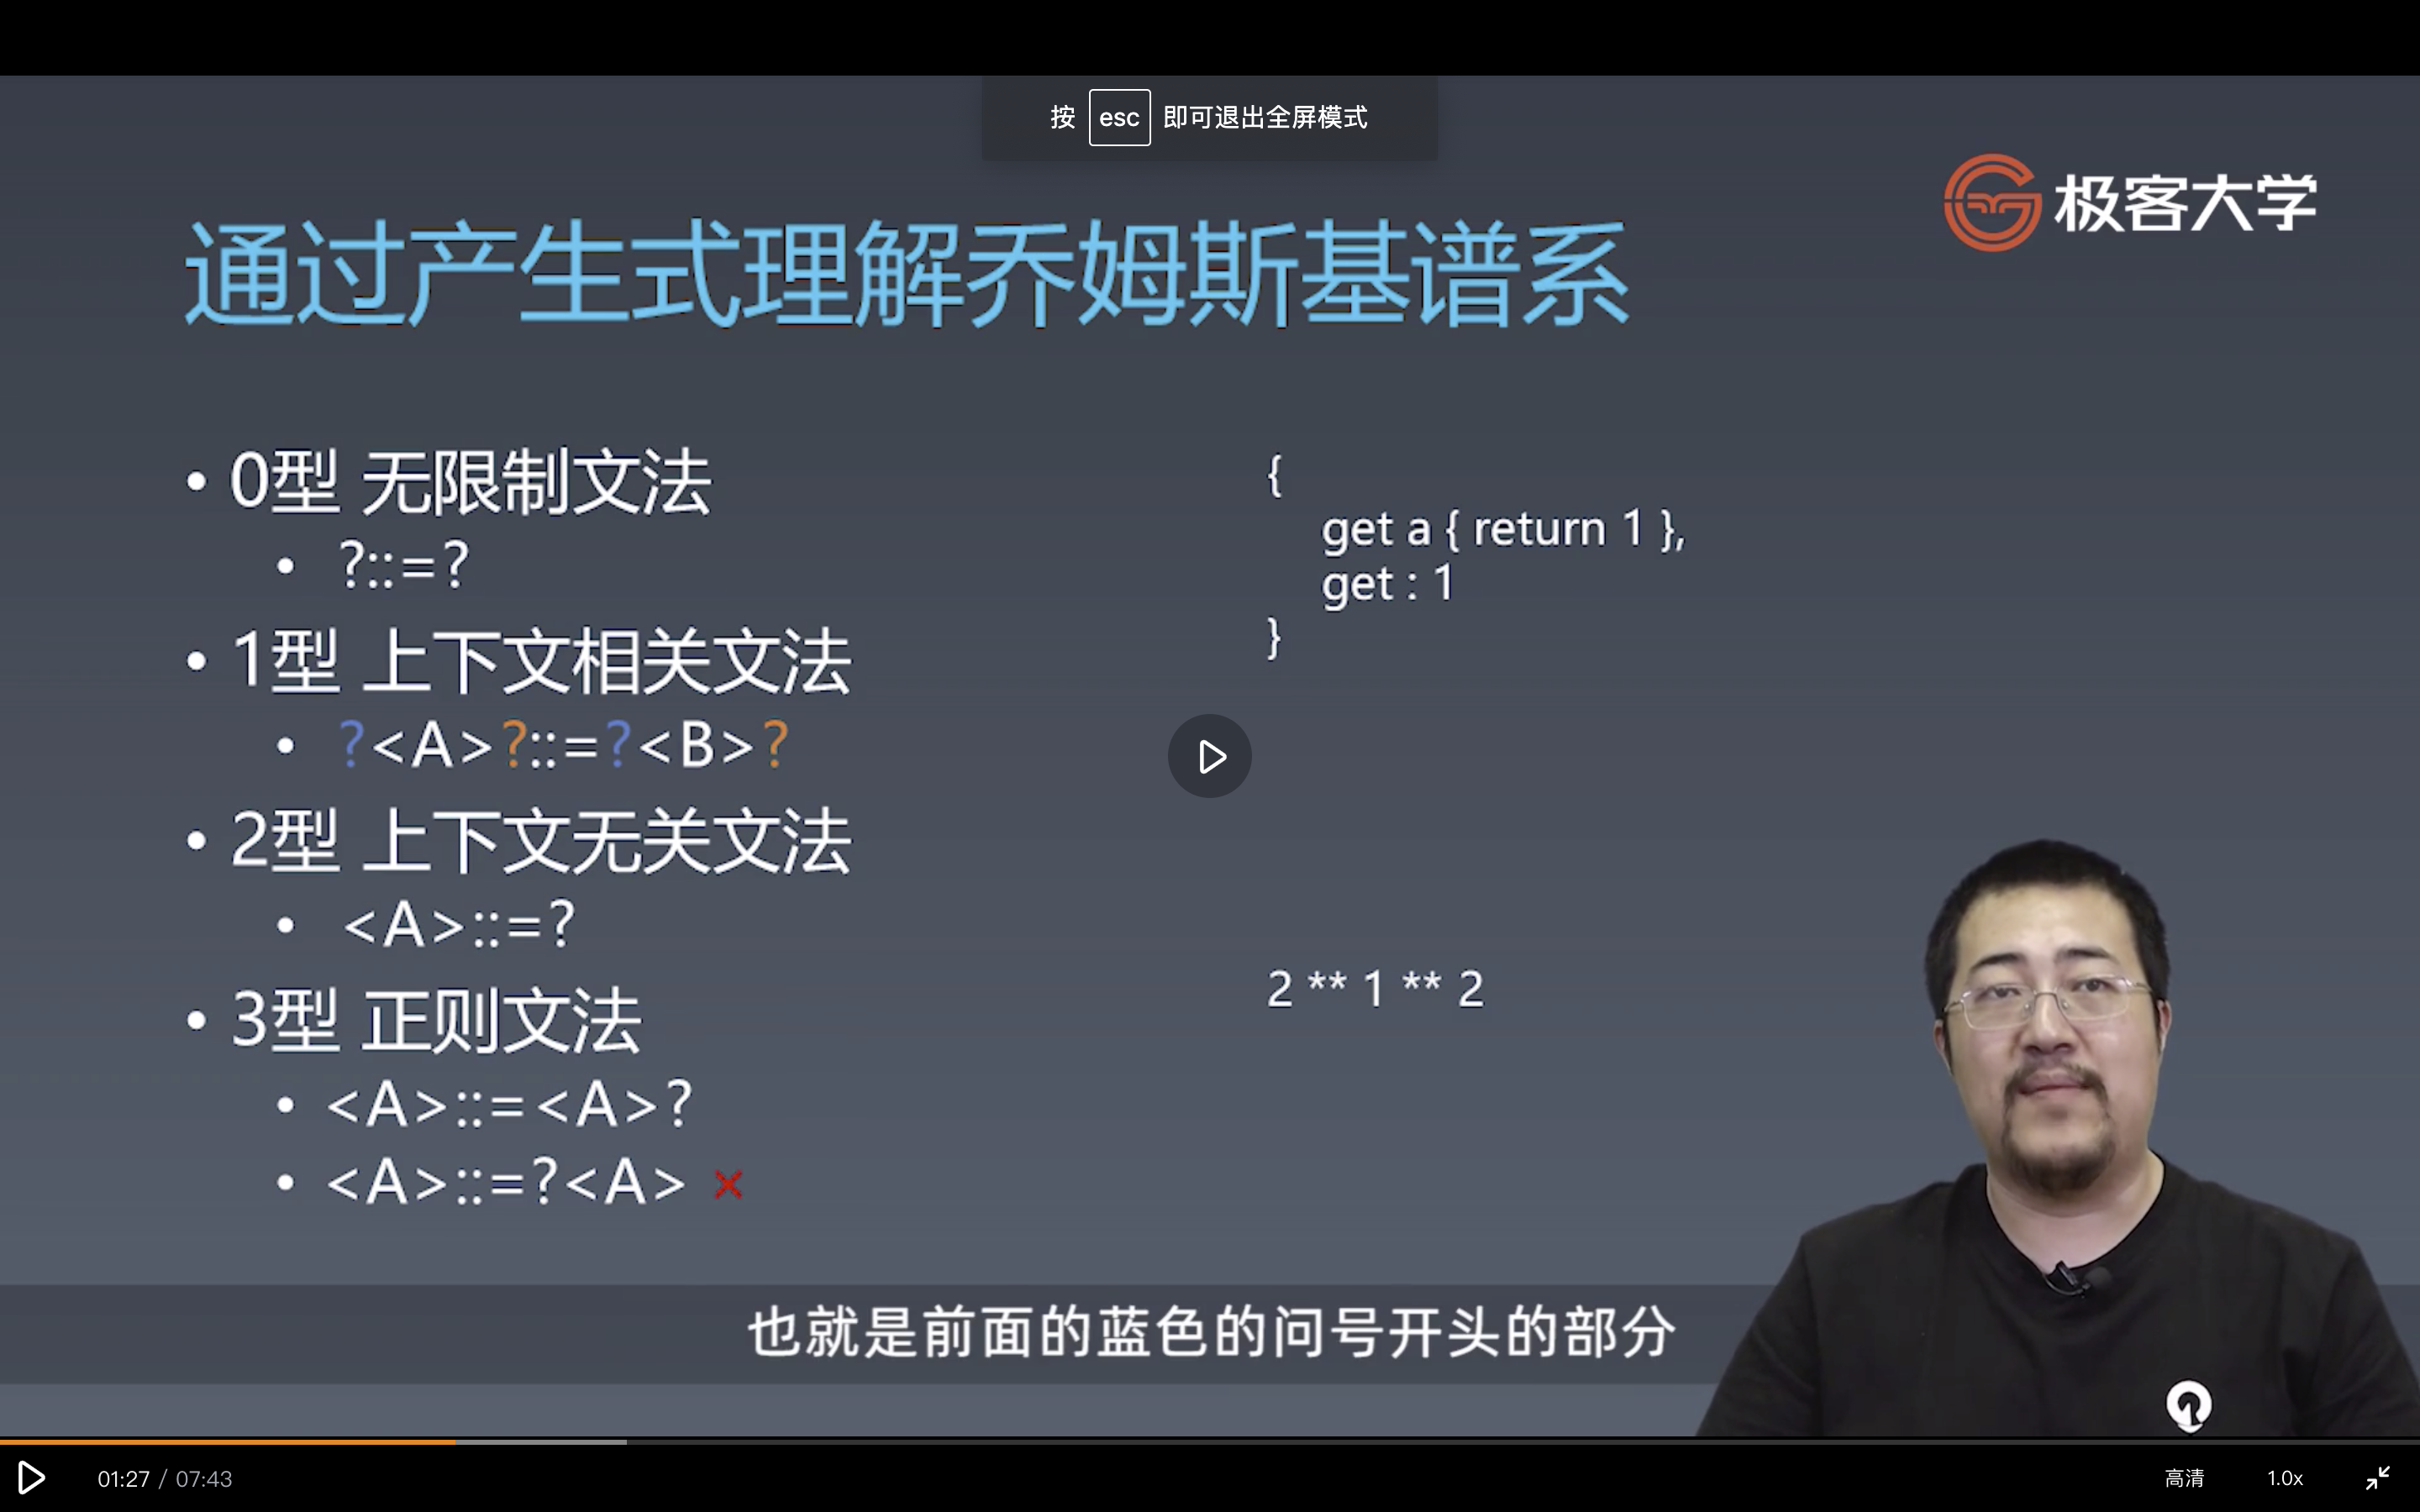 按 esc 即可退出全屏模式
极客大学
通过产生式理解乔姆斯基谱系
• 0型 无限制文法
• ?::=?
• 1型 上下文相关文法
• ?<A>?::=?<B>?
• 2型 上下文无关文法
• <A>::=?
• 3型 正则文法
• <A>::=<A>?
• <A>::=?<A> ×
{
get a { return 1 },
get : 1
}
2 ** 1 ** 2
也就是前面的蓝色的问号开头的部分
01:27 / 07:43
高清
1.0x